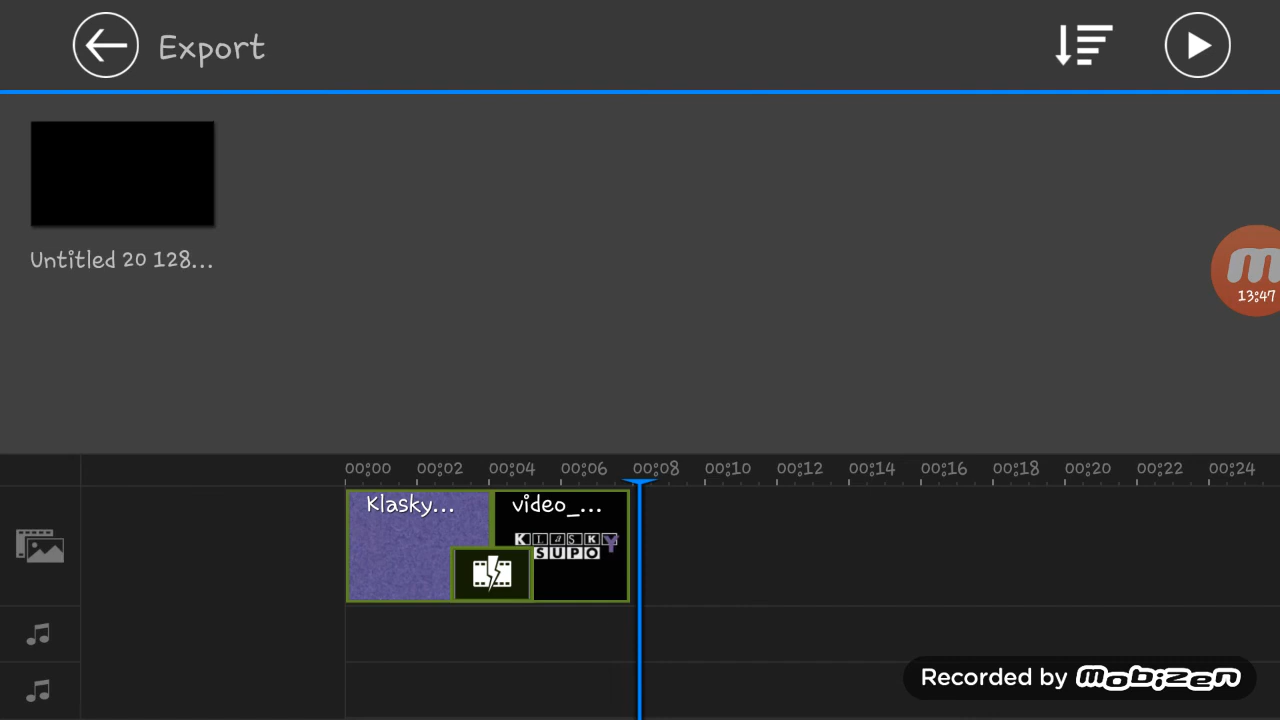 Export
Untitled 20 128...
13:47
00:00 00:02 00:04 00:06 00:08 00:10 00:12 00:14 00:16 00:18 00:20 00:22 00:24
Klasky... video_...
KLASKY
SUPO
Recorded by mobizen